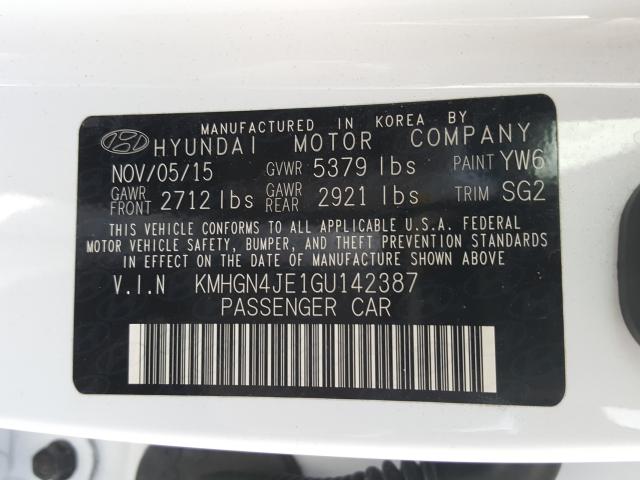 MANUFACTURED IN KOREA BY
HYUNDAI MOTOR COMPANY
NOV/05/15 GVWR 5379 lbs PAINT YW6
GAWR FRONT 2712 lbs GAWR REAR 2921 lbs TRIM SG2
THIS VEHICLE CONFORMS TO ALL APPLICABLE U.S.A. FEDERAL
MOTOR VEHICLE SAFETY, BUMPER, AND THEFT PREVENTION STANDARDS
IN EFFECT ON THE DATE OF MANUFACTURE SHOWN ABOVE.
V.I.N KMHGN4JE1GU142387
PASSENGER CAR